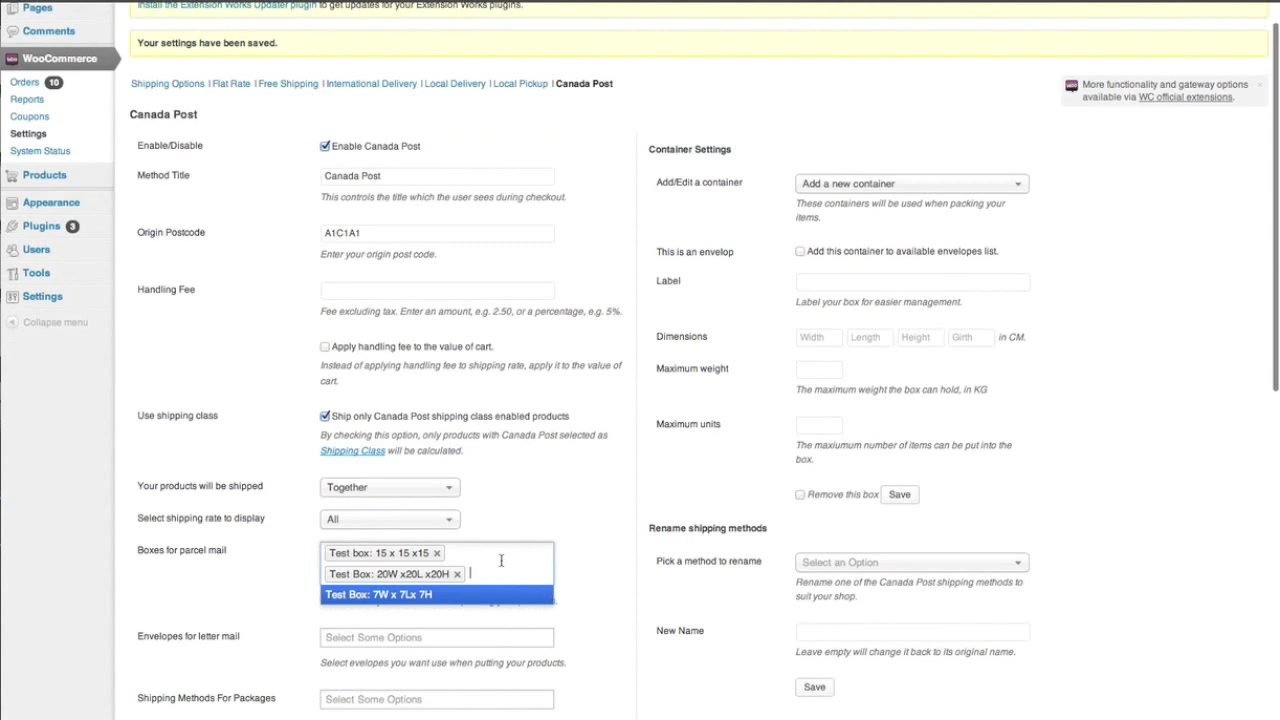 Pages
Install the Extension Works Updater plugin to get updates for your Extension Works plugins.
Comments
Your settings have been saved.
WooCommerce
Orders 10
Reports
Coupons
Settings
System Status
Products
Appearance
Plugins 3
Users
Tools
Settings
Collapse menu
Shipping Options | Flat Rate | Free Shipping | International Delivery | Local Delivery | Local Pickup | Canada Post
More functionality and gateway options
available via WC official extensions.
Canada Post
Enable/Disable
Enable Canada Post
Method Title
Canada Post
This controls the title which the user sees during checkout.
Origin Postcode
A1C1A1
Enter your origin post code.
Handling Fee
Fee excluding tax. Enter an amount, e.g. 2.50, or a percentage, e.g. 5%.
Apply handling fee to the value of cart.
Instead of applying handling fee to shipping rate, apply it to the value of
cart.
Use shipping class
Ship only Canada Post shipping class enabled products
By checking this option, only products with Canada Post selected as
Shipping Class will be calculated.
Your products will be shipped
Together
Select shipping rate to display
All
Boxes for parcel mail
Test box: 15 x 15 x15 ×
Test Box: 20W x20L x20H ×
Test Box: 7W x 7Lx 7H
Envelopes for letter mail
Select Some Options
Select evelopes you want use when putting your products.
Shipping Methods For Packages
Select Some Options
Container Settings
Add/Edit a container
Add a new container
These containers will be used when packing your
items.
This is an envelop
Add this container to available envelopes list.
Label
Label your box for easier management.
Dimensions
Width Length Height Girth in CM.
Maximum weight
The maximum weight the box can hold, in KG
Maximum units
The maxiumum number of items can be put into the
box.
Remove this box Save
Rename shipping methods
Pick a method to rename
Select an Option
Rename one of the Canada Post shipping methods to
suit your shop.
New Name
Leave empty will change it back to its original name.
Save